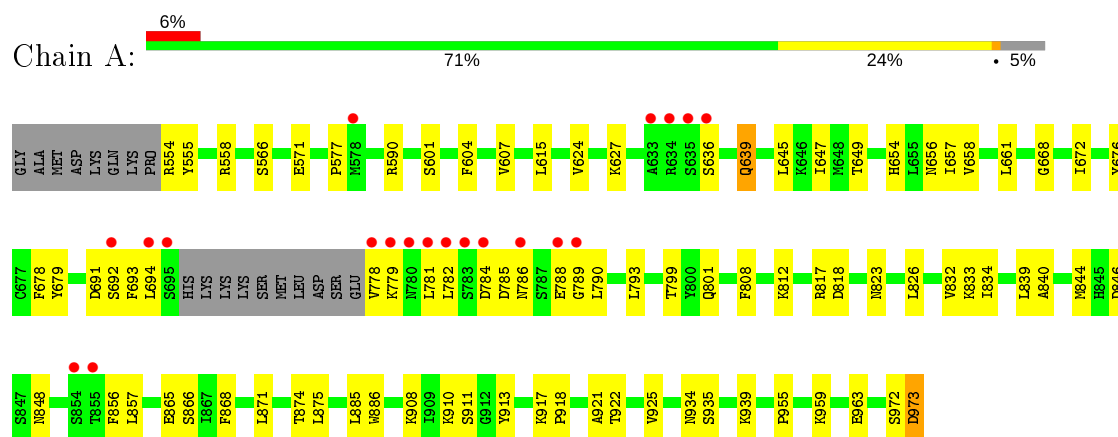 6%
Chain A:
71% 24% • 5%
GLY ALA MET ASP LYS GLN LYS PRO R554 Y555 R558 S566 E571 P577 M578 R590 S601 F604 V607 L615 V624 K627 A633 R634 S635 S636 Q639 L645 K646 I647 M648 T649 H654 L655 N656 I657 V658 L661 G668 I672 Y676
C677 F678 Y679 D691 S692 F693 L694 S695 HIS LYS LYS LYS SER MET LEU ASP SER GLU V778 K779 N780 L781 L782 S783 D784 D785 N786 S787 E788 G789 L790 L793 T799 Y800 Q801 F808 K812 R817 D818 N823 L826 V832 K833 I834 L839 A840 M844 H845
S847 N848 S854 T855 F856 L857 E865 S866 I867 F868 L871 T874 L875 L885 W886 K908 I909 K910 S911 G912 Y913 K917 P918 A921 T922 V925 N934 S935 K939 P955 K959 E963 S972 D973